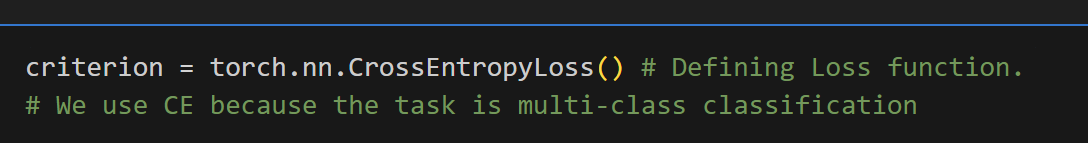 criterion = torch.nn.CrossEntropyLoss() # Defining Loss function.
# We use CE because the task is multi-class classification